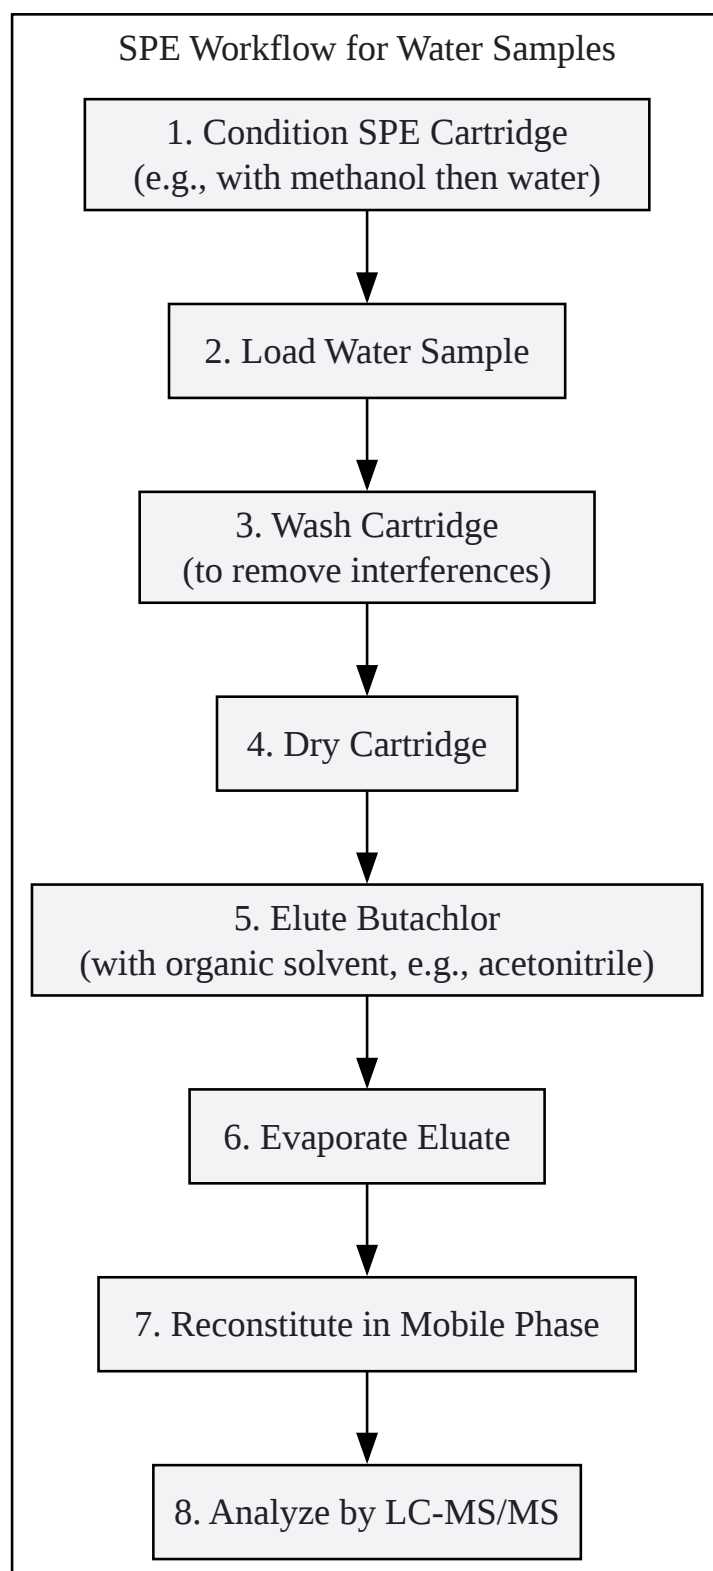 SPE Workflow for Water Samples
1. Condition SPE Cartridge
(e.g., with methanol then water)
2. Load Water Sample
3. Wash Cartridge
(to remove interferences)
4. Dry Cartridge
5. Elute Butachlor
(with organic solvent, e.g., acetonitrile)
6. Evaporate Eluate
7. Reconstitute in Mobile Phase
8. Analyze by LC-MS/MS